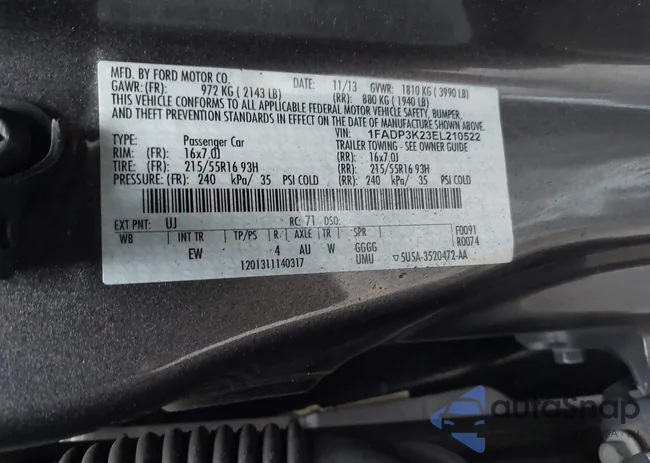 MFD. BY FORD MOTOR CO.
DATE: 11/13 GVWR: 1810 KG ( 3990 LB)
GAWR: (FR): 972 KG ( 2143 LB) (RR): 880 KG ( 1940 LB)
THIS VEHICLE CONFORMS TO ALL APPLICABLE FEDERAL MOTOR VEHICLE SAFETY, BUMPER,
AND THEFT PREVENTION STANDARDS IN EFFECT ON THE DATE OF MANUFACTURE SHOWN ABOVE.
VIN: 1FADP3K23EL210522
TYPE: Passenger Car TRAILER TOWING - SEE OWNER GUIDE
RIM: (FR): 16x7.0J (RR): 16x7.0J
TIRE: (FR): 215/55R16 93H (RR): 215/55R16 93H
PRESSURE: (FR): 240 kPa/ 35 PSI COLD (RR): 240 kPa/ 35 PSI COLD
EXT PNT: UJ RC: 71 DSO: F0091
WB INT TR TP/PS R AXLE TR SPR R0074
EW 4 AU W GGGG
1201311140317 UMU ▽5U5A-3520472-AA
autoSnap